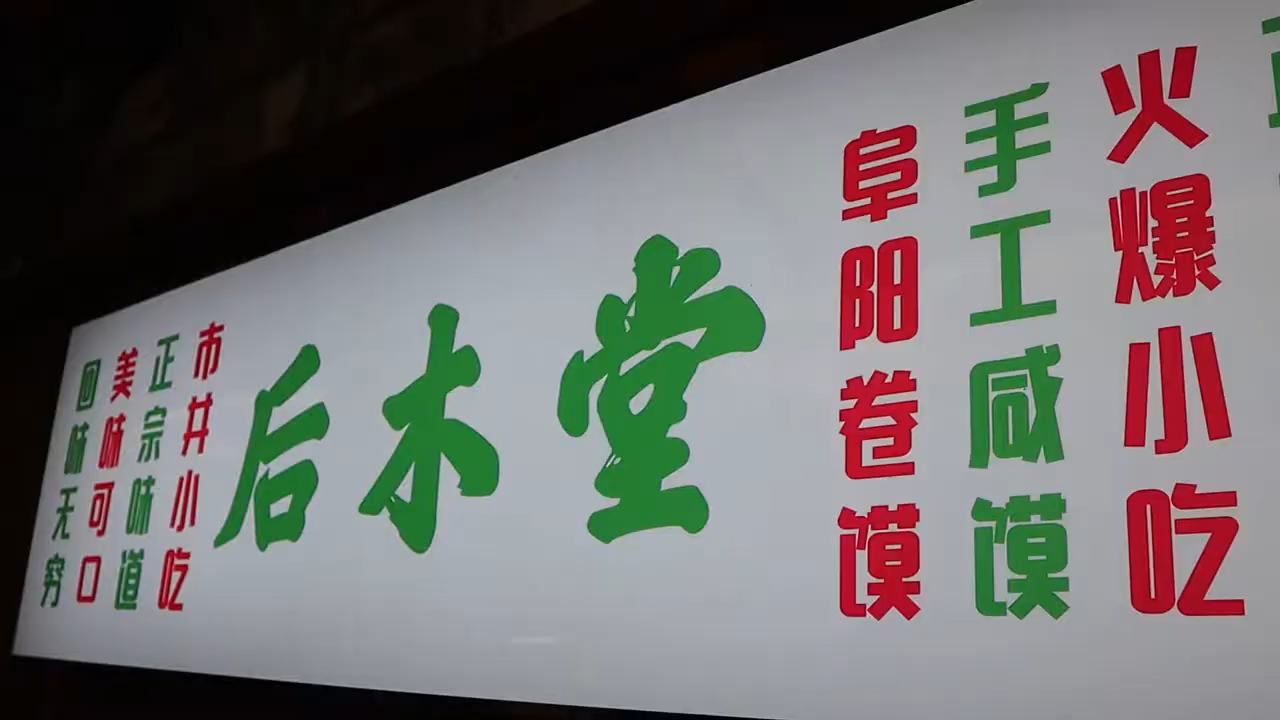 回味无穷
美味可口
正宗味道
市井小吃
后木堂
阜阳卷馍
手工咸馍
火爆小吃